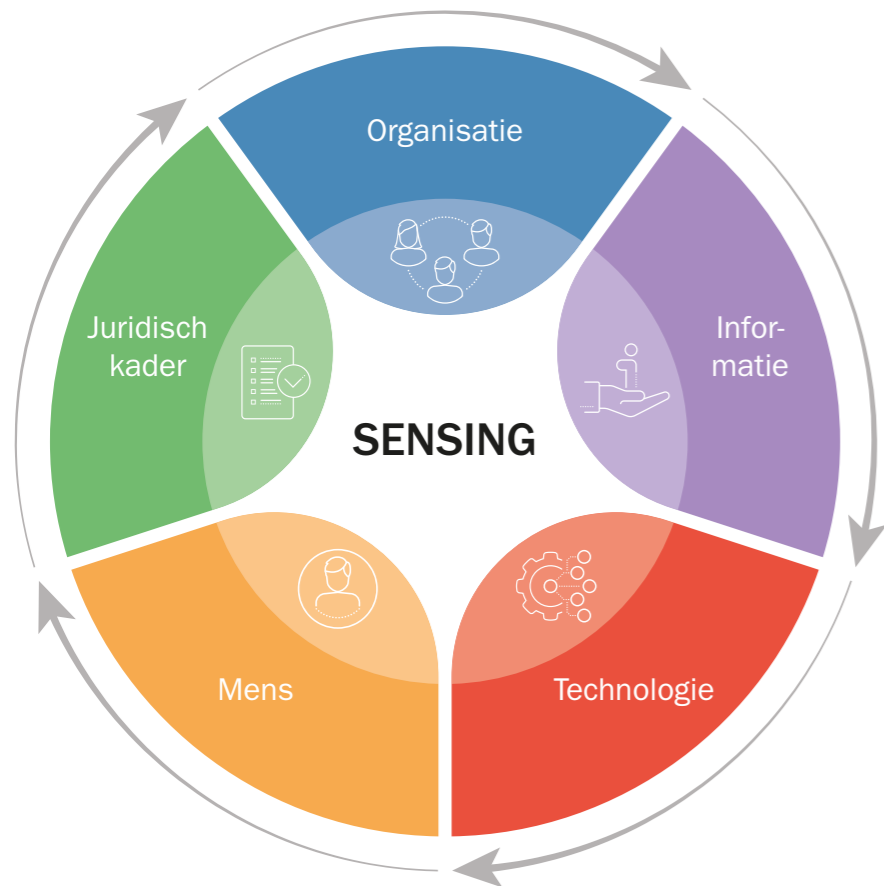 Organisatie
Juridisch
kader
Infor-
matie
SENSING
Mens
Technologie